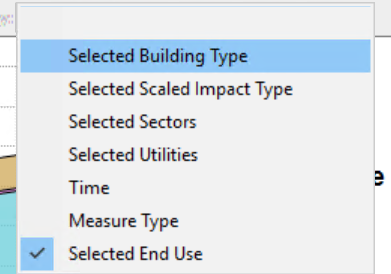 Selected Building Type
Selected Scaled Impact Type
Selected Sectors
Selected Utilities
Time
Measure Type
Selected End Use